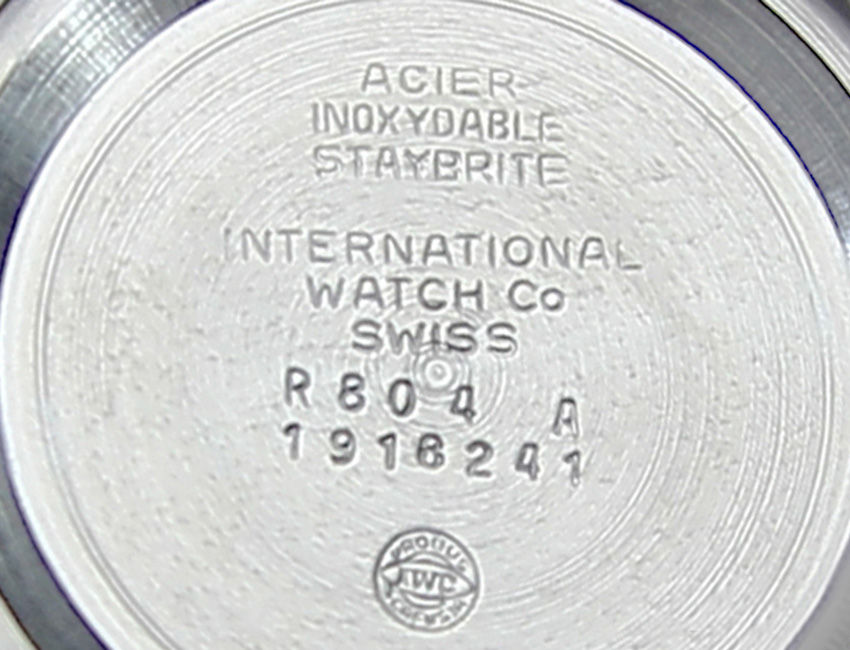 ACIER
INOXYDABLE
STAYBRITE
INTERNATIONAL
WATCH Co
SWISS
R 804 A
1916241
IWC